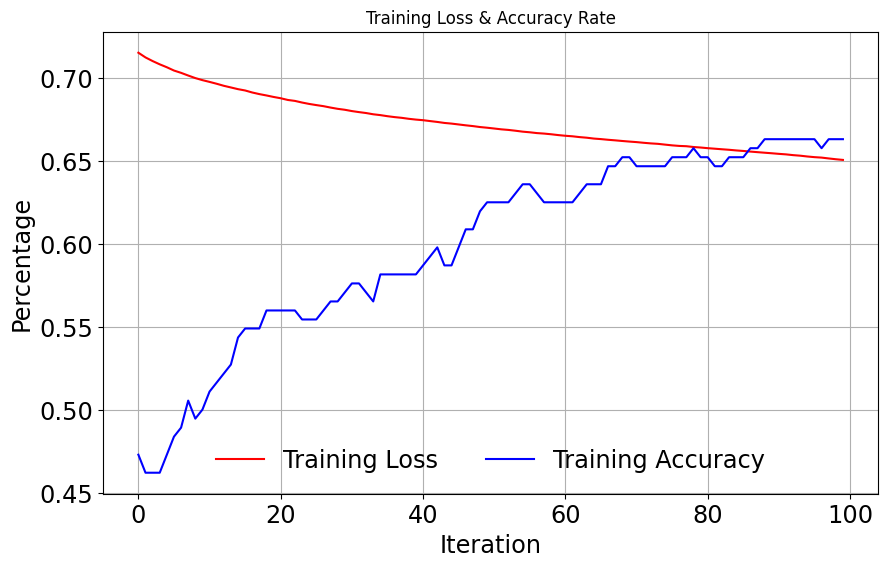 Training Loss & Accuracy Rate
0.70
0.65
0.60
0.55
0.50
0.45
Percentage
Training Loss
Training Accuracy
0 20 40 60 80 100
Iteration